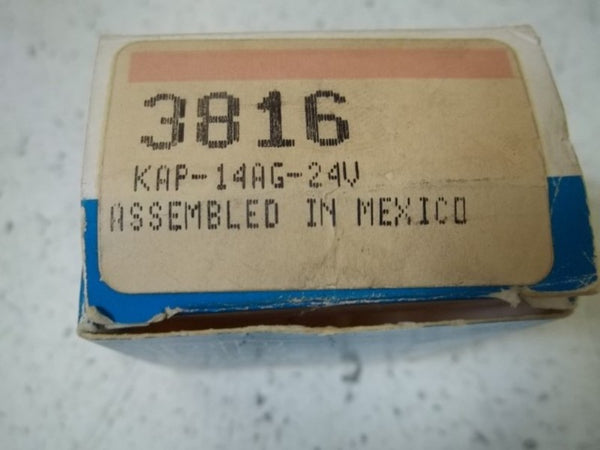 3816
KAP-14AG-24V
ASSEMBLED IN MEXICO